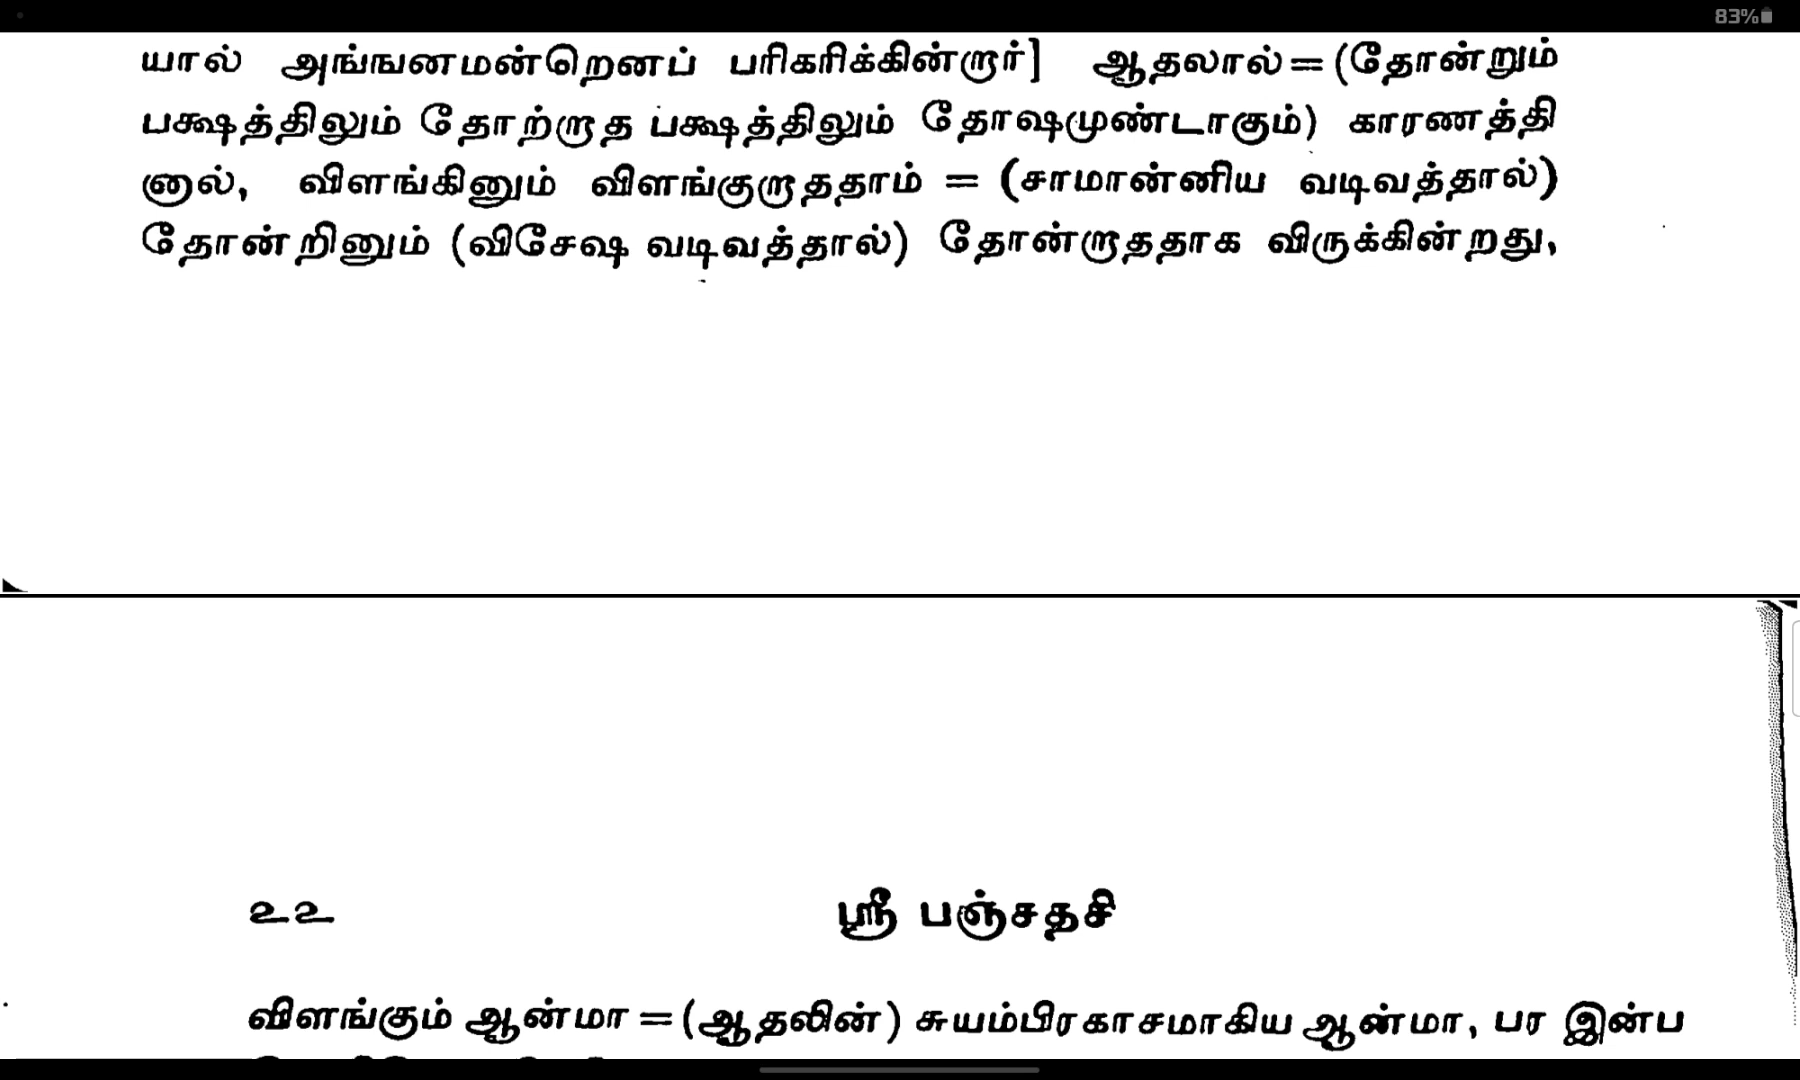 83%
யால் அங்ஙனமன்றெனப் பரிகரிக்கின்றார்] ஆதலால்=(தோன்றும்
பக்ஷத்திலும் தோற்றாத பக்ஷத்திலும் தோஷமுண்டாகும்) காரணத்தி
னால், விளங்கினும் விளங்குறாததாம் = (சாமான்னிய வடிவத்தால்)
தோன்றினும் (விசேஷ வடிவத்தால்) தோன்றாததாக விருக்கின்றது,
௨௨ ஸ்ரீ பஞ்சதசி
விளங்கும் ஆன்மா=(ஆதலின்) சுயம்பிரகாசமாகிய ஆன்மா, பர இன்ப